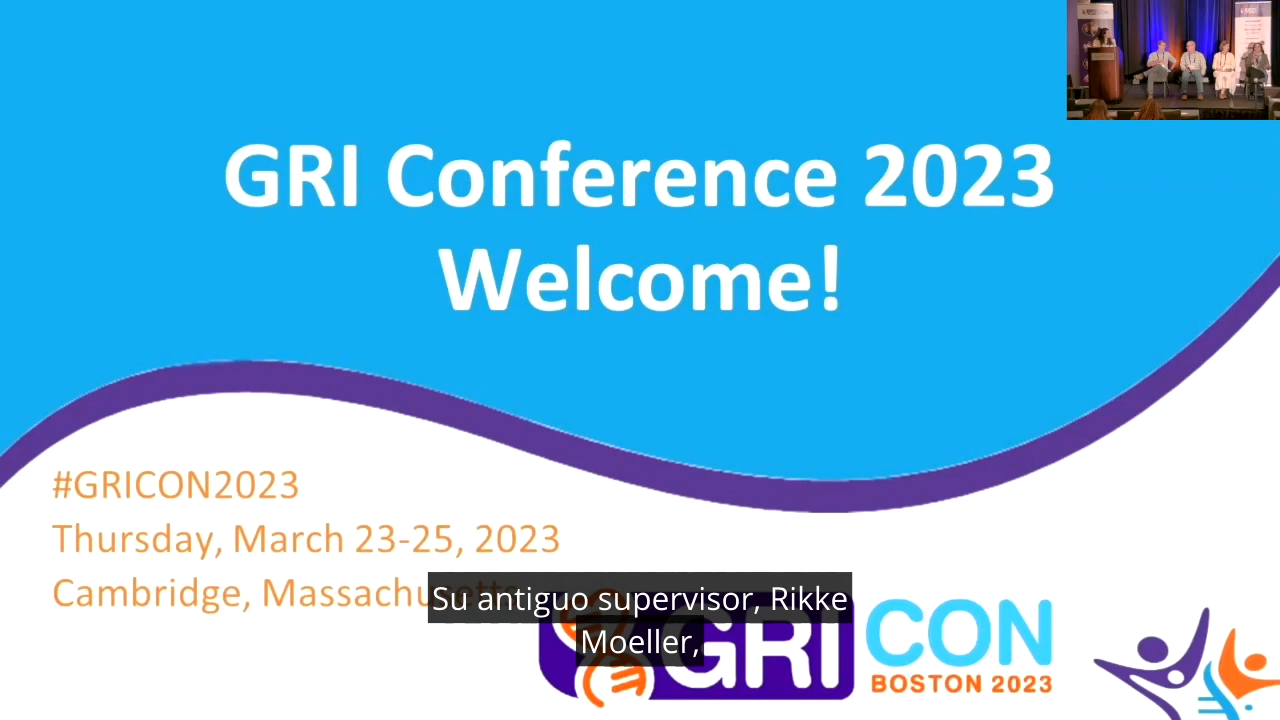 GRI Conference 2023
Welcome!
#GRICON2023
Thursday, March 23-25, 2023
Cambridge,
Su antiguo supervisor, Rikke
Moeller,
GRI CON
BOSTON 2023